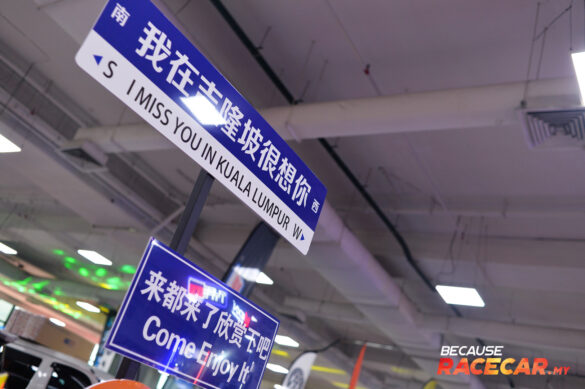 南
我在吉隆坡很想你
西
S I MISS YOU IN KUALA LUMPUR W
来都来了欣赏一下吧
Come Enjoy It!
BECAUSE
RACECAR.MY